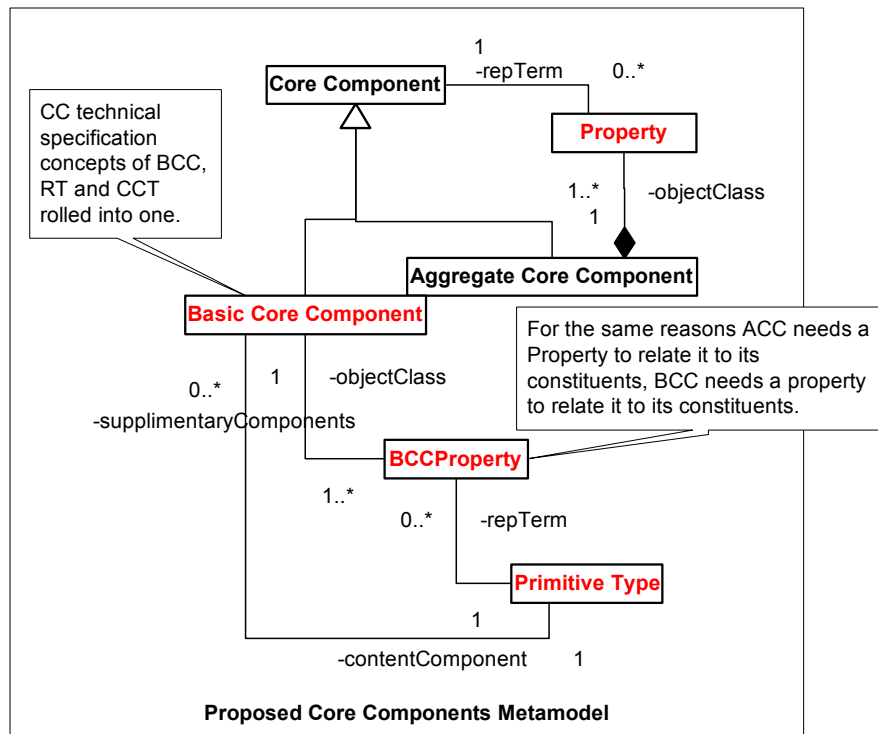 1
-repTerm
0..*
Core Component
CC technical
specification
concepts of BCC,
RT and CCT
rolled into one.
Property
1..*
-objectClass
1
Aggregate Core Component
Basic Core Component
For the same reasons ACC needs a
Property to relate it to its
constituents, BCC needs a property
to relate it to its constituents.
0..*
1
-objectClass
-supplimentaryComponents
BCCProperty
1..*
0..*
-repTerm
Primitive Type
1
-contentComponent
1
Proposed Core Components Metamodel